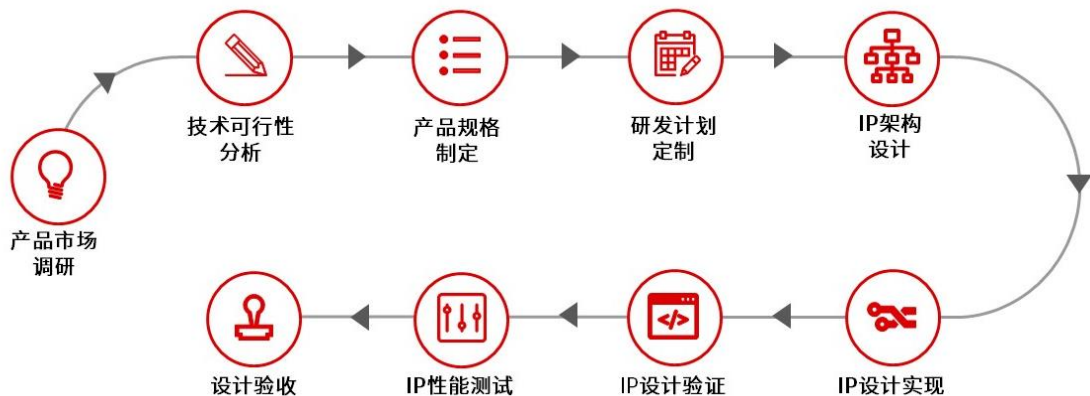 产品市场
调研
技术可行性
分析
产品规格
制定
研发计划
定制
IP架构
设计
IP设计实现
</>
IP设计验证
IP性能测试
设计验收